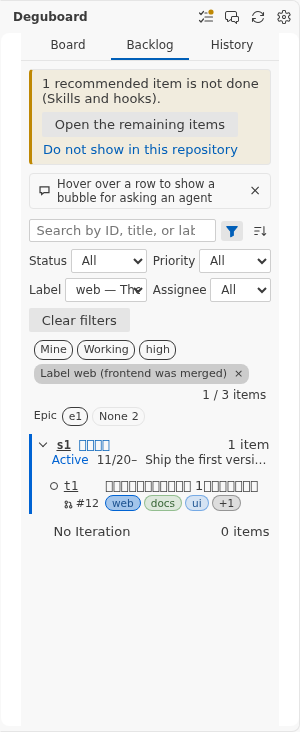 Deguboard
Board Backlog History
1 recommended item is not done
(Skills and hooks).
Open the remaining items
Do not show in this repository
Hover over a row to show a
bubble for asking an agent
Search by ID, title, or lab
Status All Priority All
Label web — The Assignee All
Clear filters
Mine Working high
Label web (frontend was merged) ×
1 / 3 items
Epic e1 None 2
s1 1 item
Active 11/20– Ship the first versi…
t1 1
#12 web docs ui +1
No Iteration 0 items